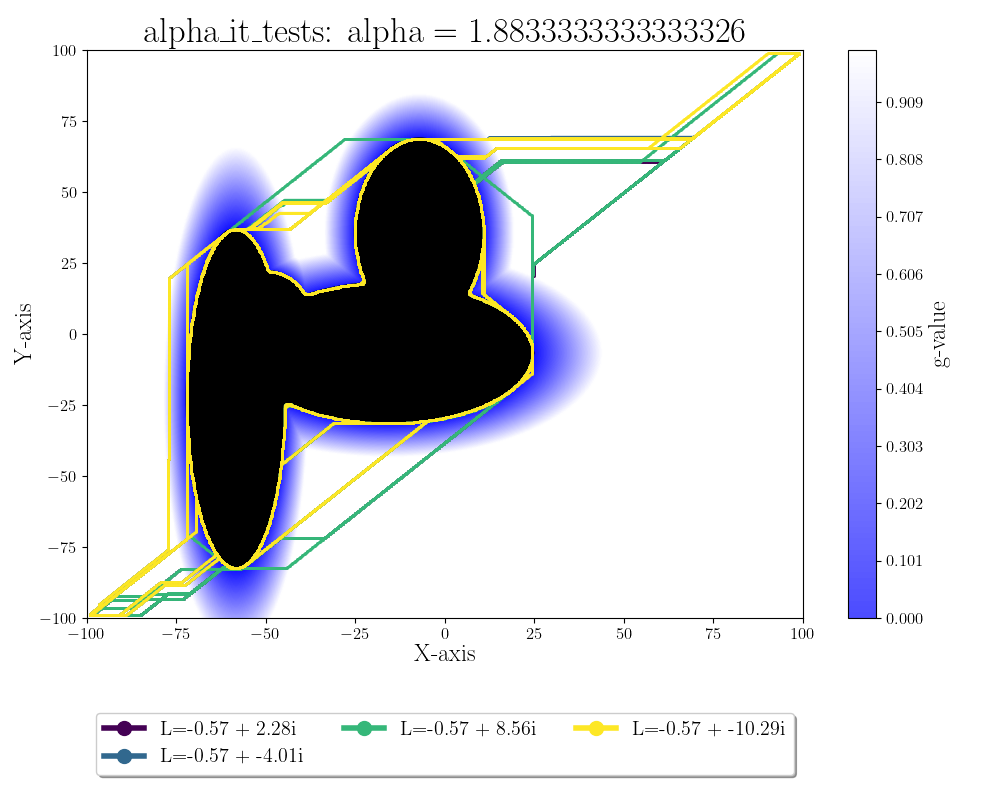 alpha_it_tests: alpha = 1.8833333333333326
100
75
50
25
0
−25
−50
−75
−100
Y-axis
−100 −75 −50 −25 0 25 50 75 100
X-axis
0.909
0.808
0.707
0.606
0.505
0.404
0.303
0.202
0.101
0.000
g-value
L=-0.57 + 2.28i L=-0.57 + 8.56i L=-0.57 + -10.29i
L=-0.57 + -4.01i